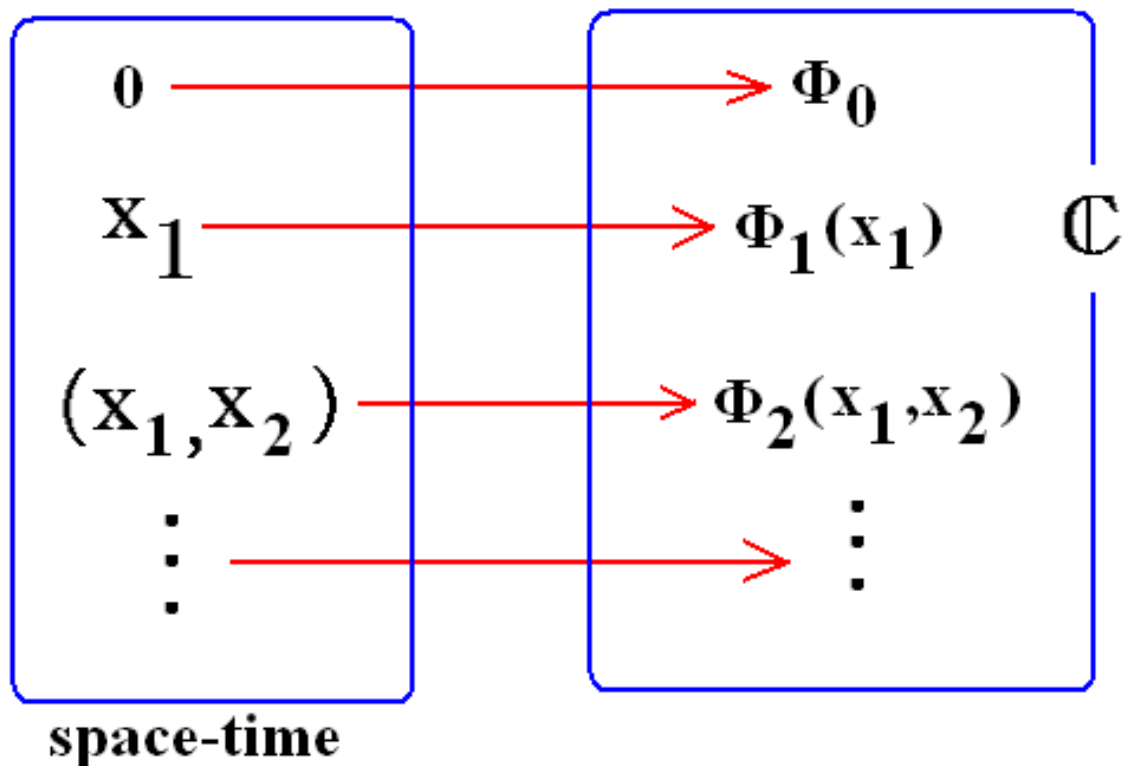 0 Φ₀
x₁ Φ₁(x₁) ℂ
(x₁,x₂) Φ₂(x₁,x₂)
⋮ ⋮
space-time